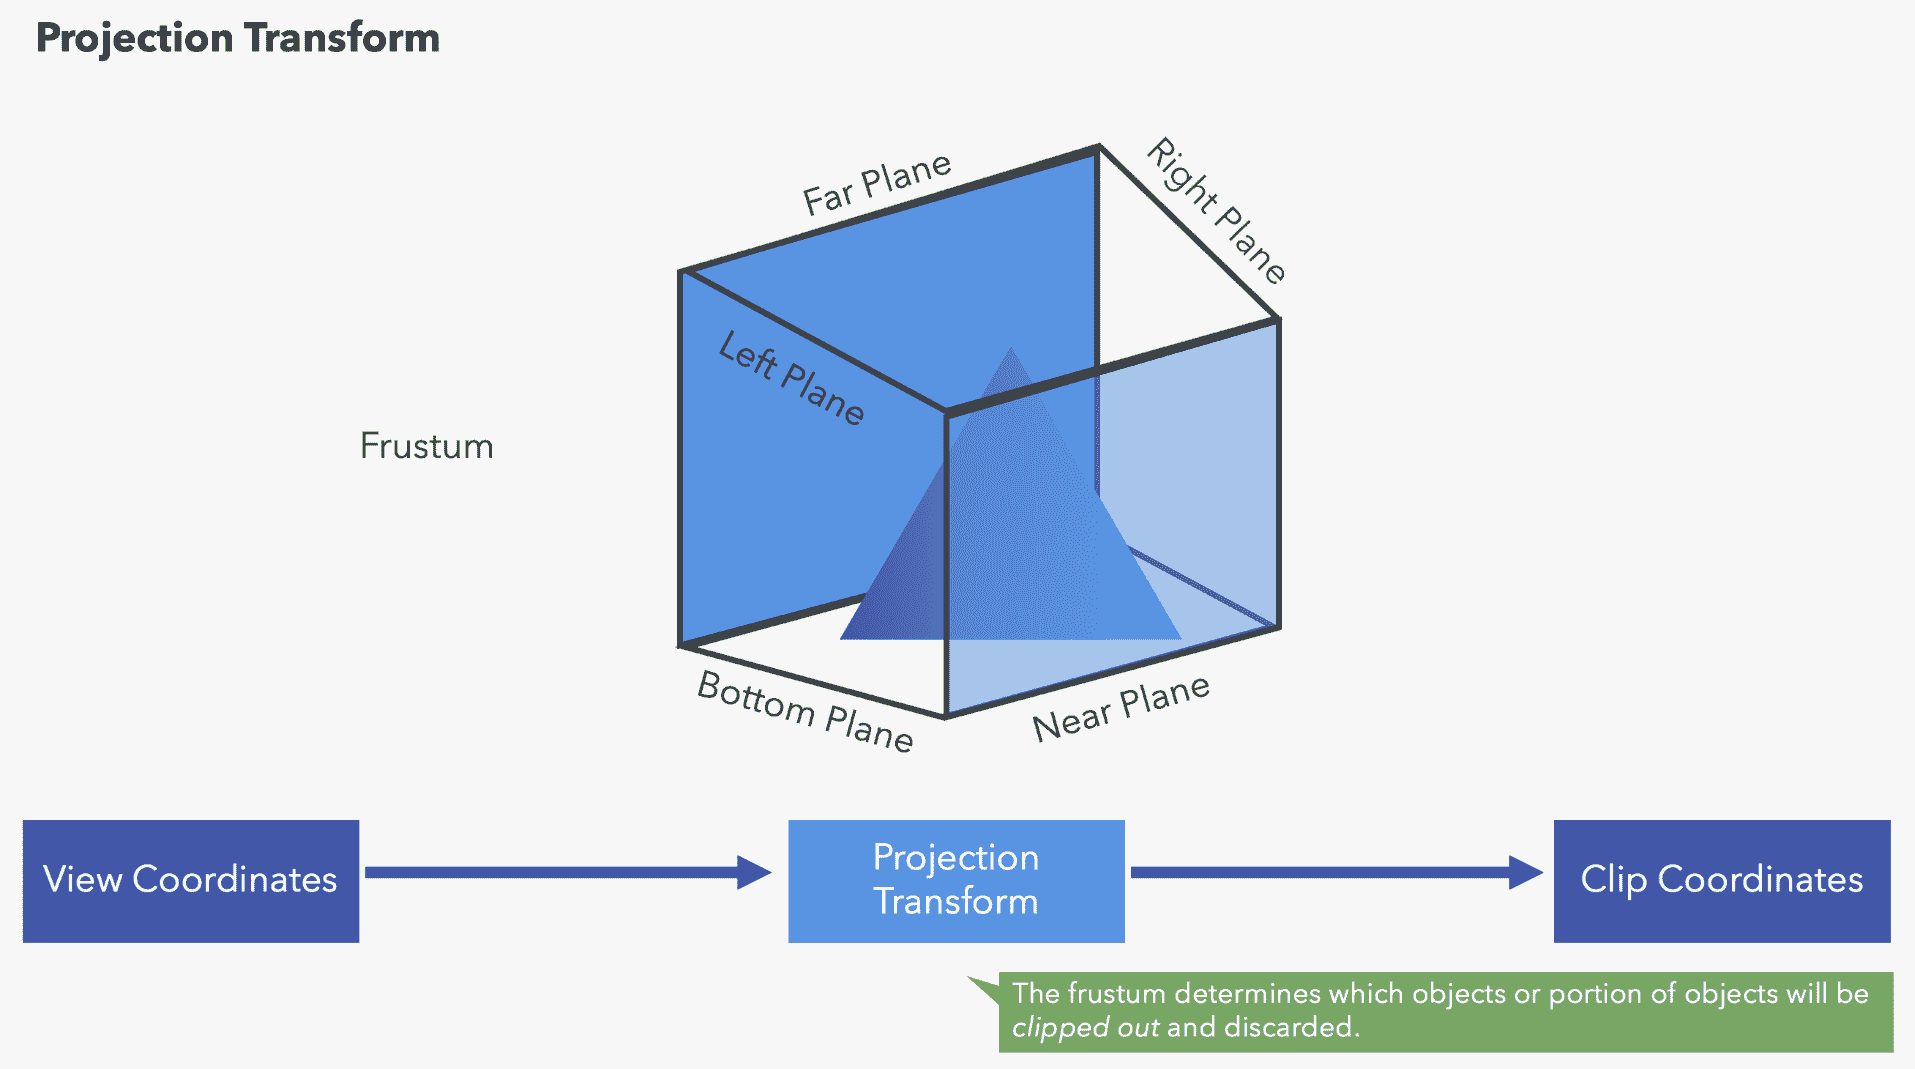 Projection Transform
Far Plane
Right Plane
Left Plane
Frustum
Bottom Plane
Near Plane
View Coordinates
Projection
Transform
Clip Coordinates
The frustum determines which objects or portion of objects will be
clipped out and discarded.